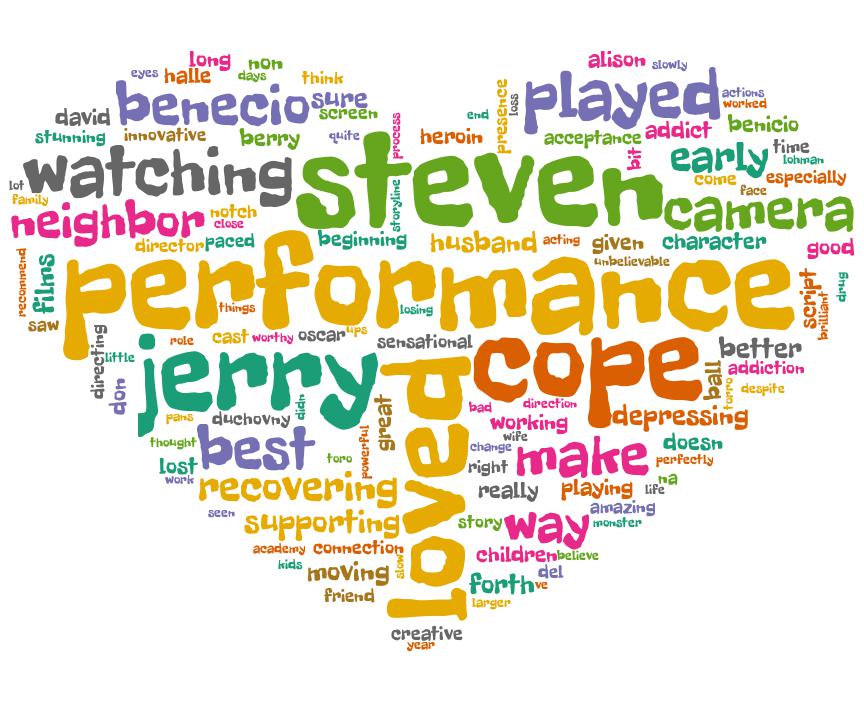 long
non
alison
slowly
eyes
halle
days
think
benecio
sure
screen
presence
loss
played
actions
worked
david
end
stunning
innovative
berry
quite
process
heroin
acceptance
addict
benicio
watching
steven
bit
early
time
lohman
lot
family
storyline
come
face
especially
neighbor
notch
close
camera
director
paced
beginning
husband
acting
given
character
good
unbelievable
recommend
films
performance
script
brilliant
drug
things
losing
saw
directing
little
role
cast
worthy
oscar
ups
sensational
don
jerry
cope
better
addiction
ball
torro
despite
loved
bad
direction
depressing
pans
duchovny
didn
great
working
wife
thought
best
powerful
change
make
doesn
lost
toro
right
perfectly
work
recovering
really
playing
life
na
seen
supporting
story
way
amazing
monster
academy
connection
slow
children
believe
kids
moving
del
friend
forth
ve
larger
creative
year